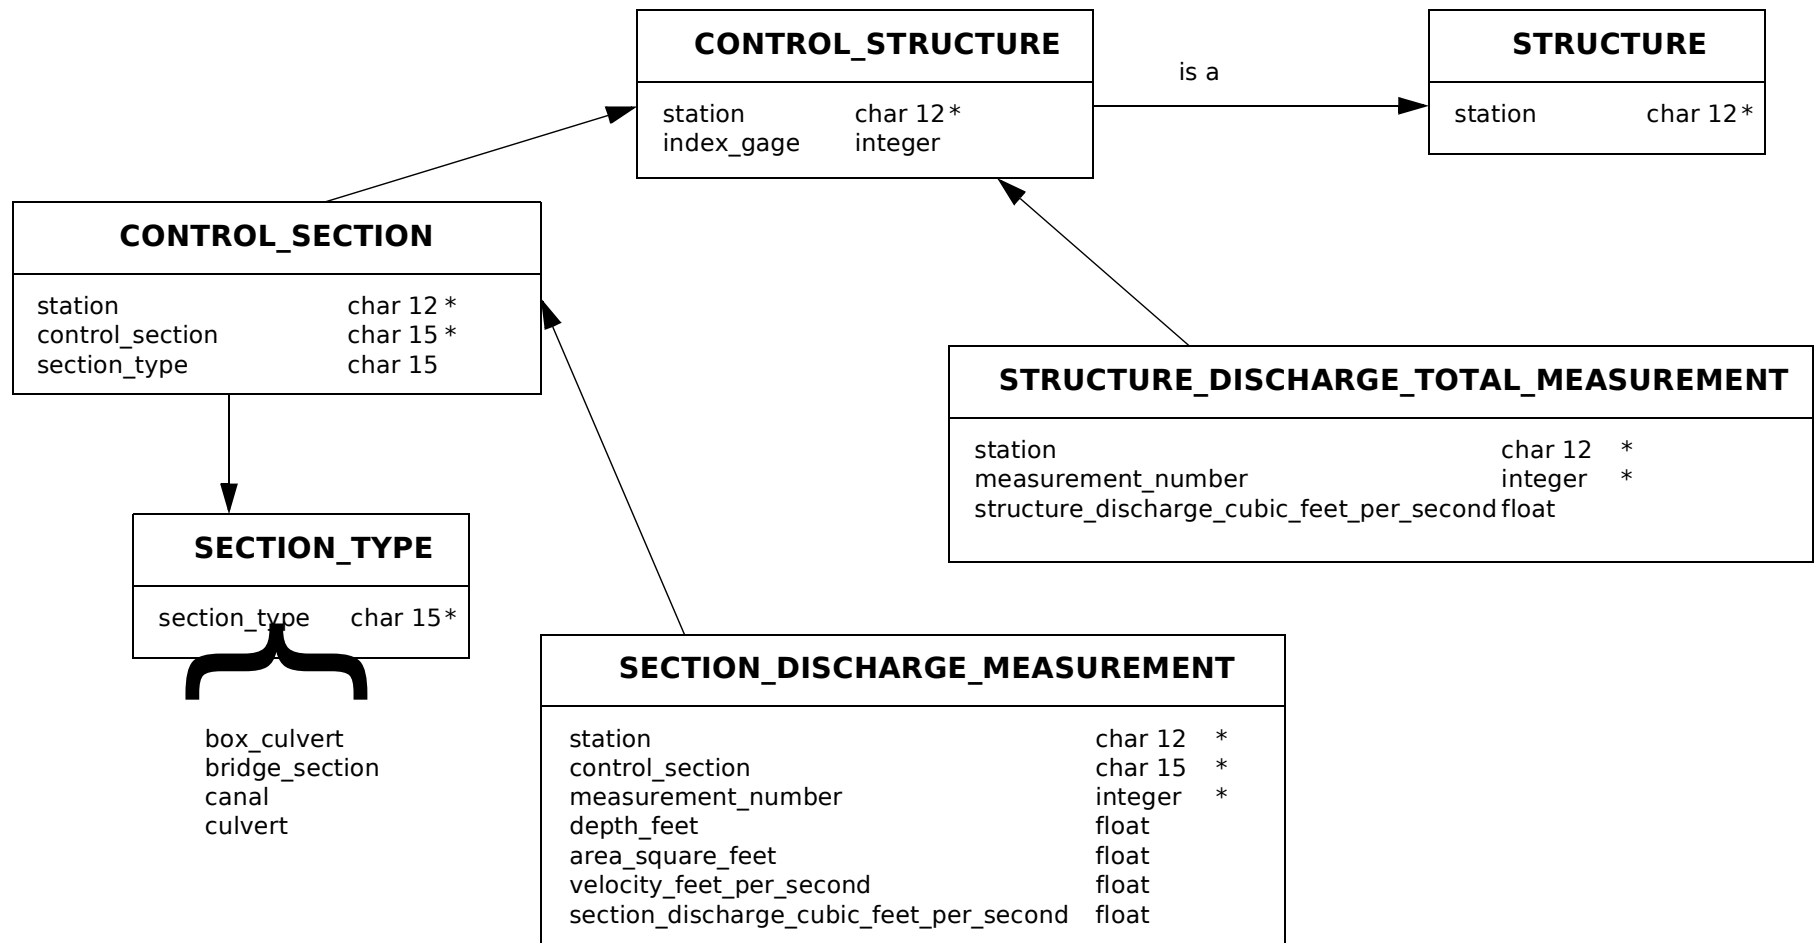 CONTROL_STRUCTURE
station char 12 *
index_gage integer
is a
STRUCTURE
station char 12 *
CONTROL_SECTION
station char 12 *
control_section char 15 *
section_type char 15
STRUCTURE_DISCHARGE_TOTAL_MEASUREMENT
station char 12 *
measurement_number integer *
structure_discharge_cubic_feet_per_second float
SECTION_TYPE
section_type char 15 *
box_culvert
bridge_section
canal
culvert
SECTION_DISCHARGE_MEASUREMENT
station char 12 *
control_section char 15 *
measurement_number integer *
depth_feet float
area_square_feet float
velocity_feet_per_second float
section_discharge_cubic_feet_per_second float